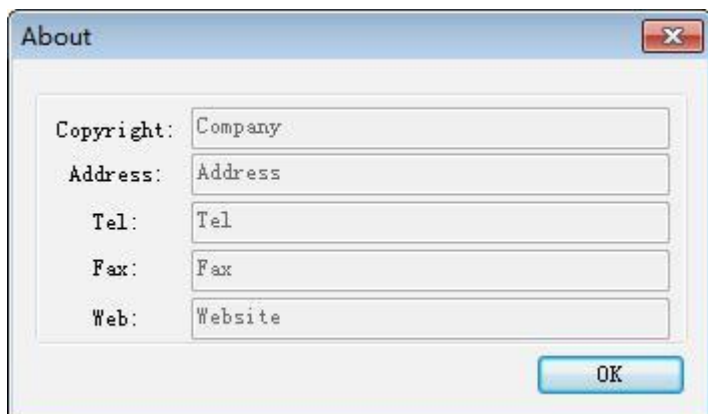 About
Copyright: Company
Address: Address
Tel: Tel
Fax: Fax
Web: Website
OK